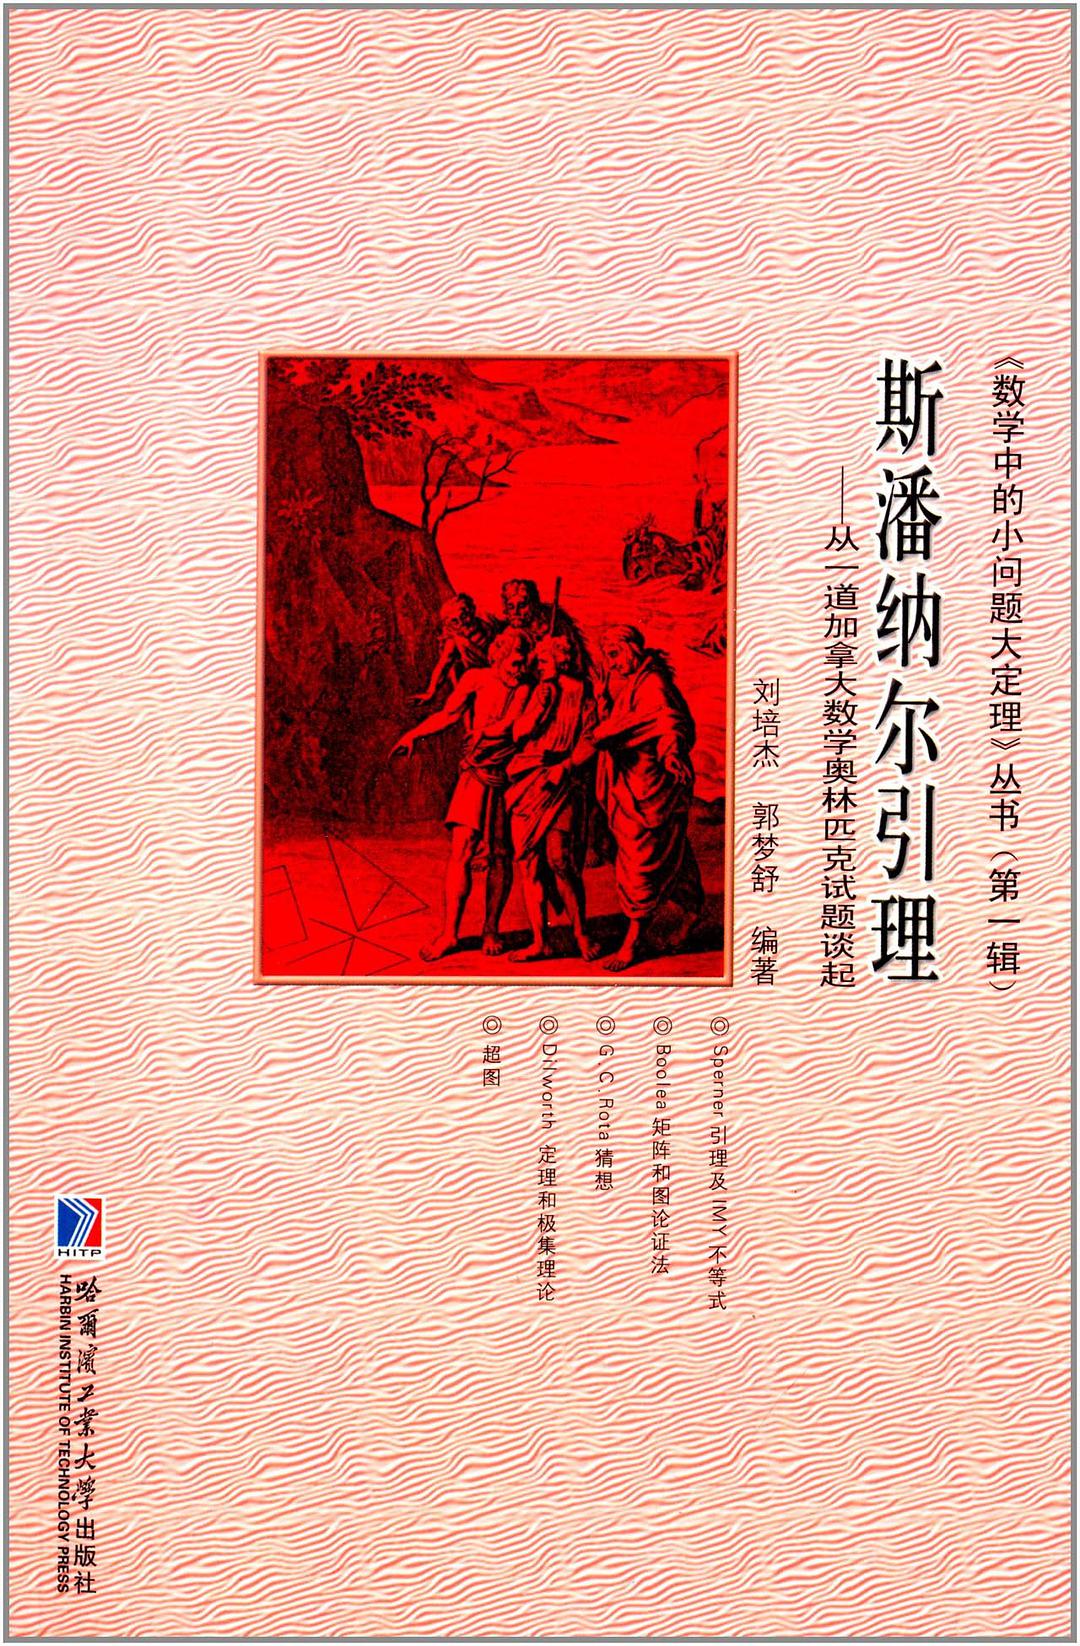 《数学中的小问题大定理》丛书（第一辑）
斯潘纳尔引理
——从一道加拿大数学奥林匹克试题谈起
刘培杰 郭梦舒 编著
◎Sperner 引理及 IMY 不等式
◎Boolea 矩阵和图论证法
◎G.C.Rota 猜想
◎Dilworth 定理和极集理论
◎超图
HITP
哈爾濱工業大學出版社
HARBIN INSTITUTE OF TECHNOLOGY PRESS